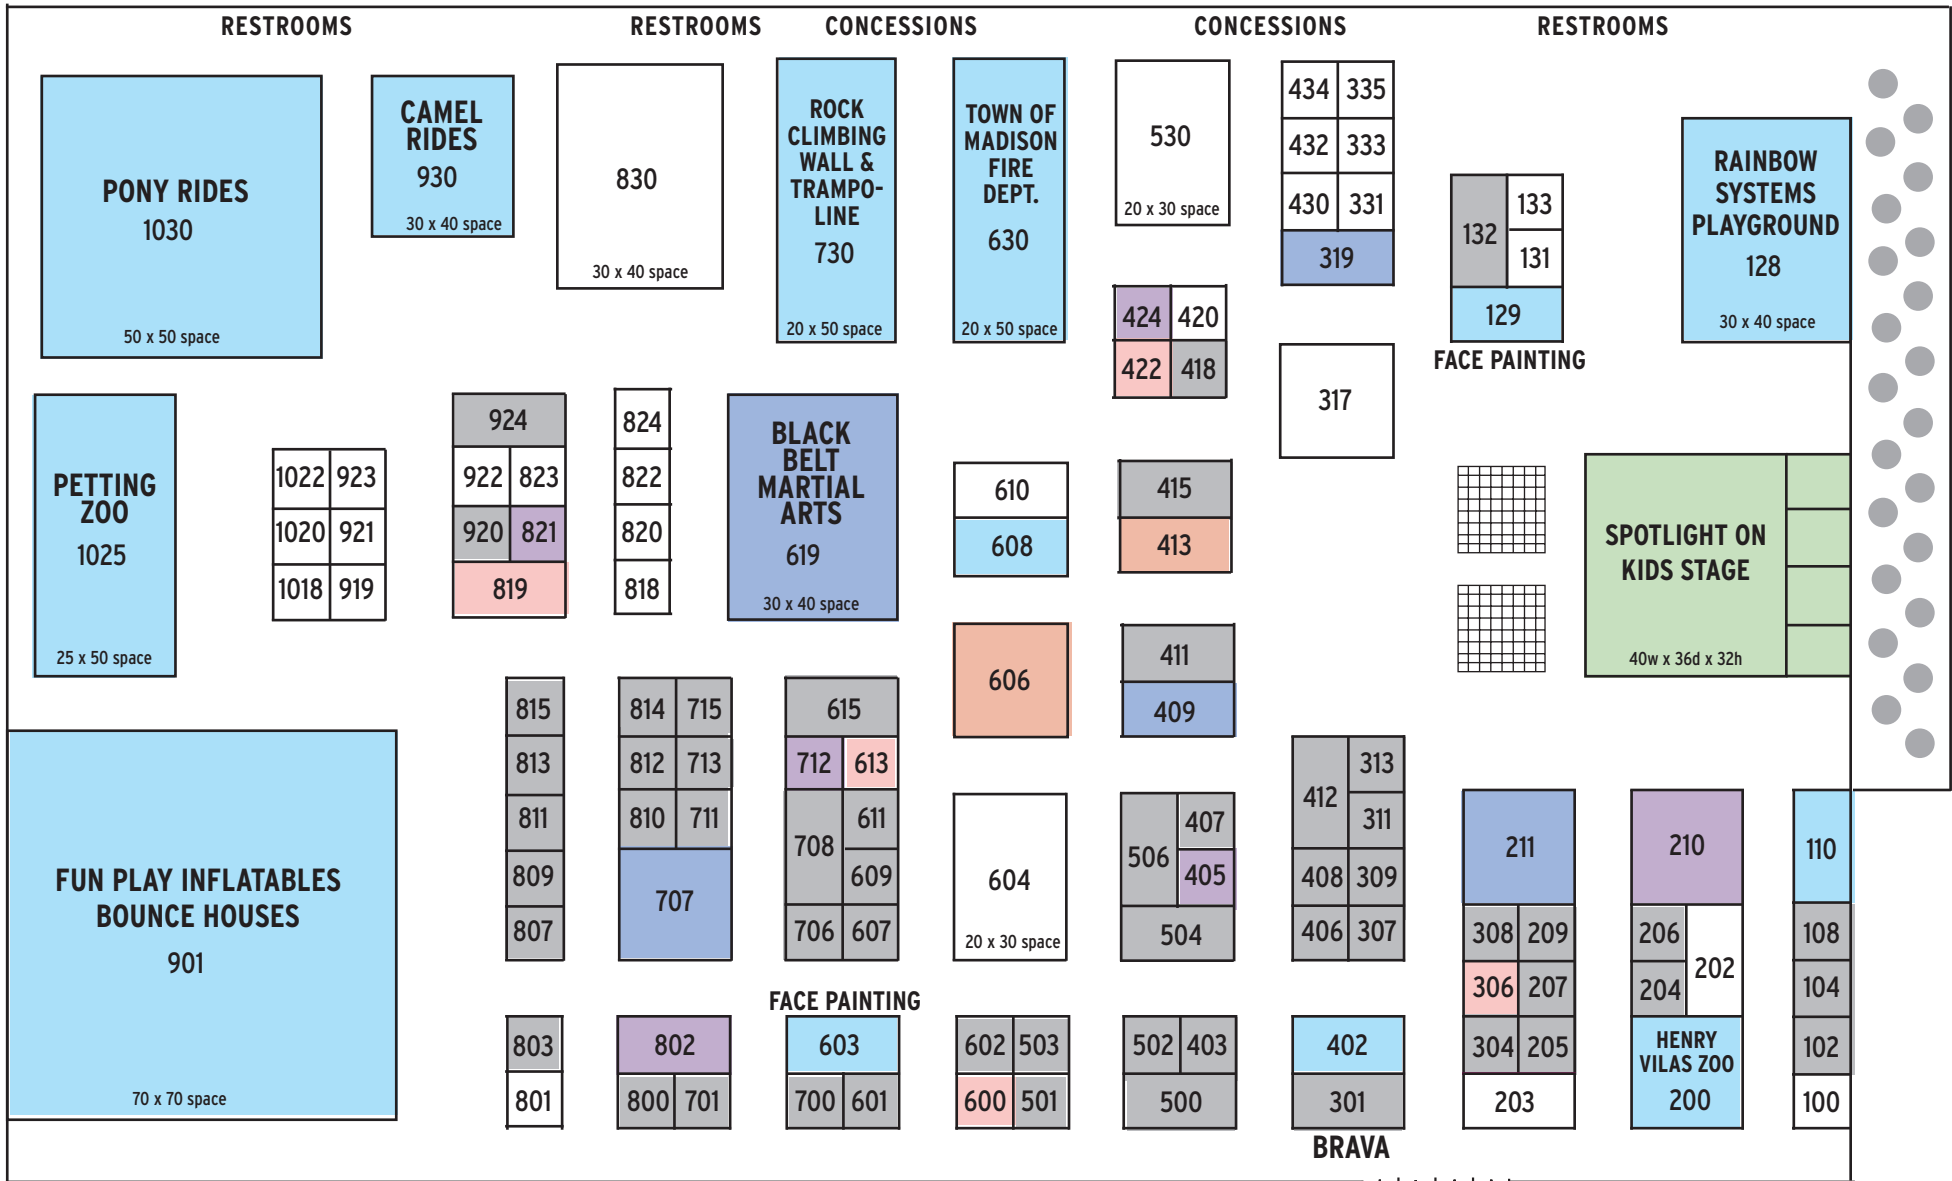 RESTROOMS
RESTROOMS
CONCESSIONS
CONCESSIONS
RESTROOMS
PONY RIDES
1030
50 x 50 space
CAMEL
RIDES
930
30 x 40 space
830
30 x 40 space
ROCK
CLIMBING
WALL &
TRAMPO-
LINE
730
20 x 50 space
TOWN OF
MADISON
FIRE
DEPT.
630
20 x 50 space
530
20 x 30 space
434 335
432 333
430 331
319
132
133
131
129
FACE PAINTING
RAINBOW
SYSTEMS
PLAYGROUND
128
30 x 40 space
424 420
422 418
317
PETTING
ZOO
1025
25 x 50 space
1022 923
1020 921
1018 919
924
922 823
920 821
819
824
822
820
818
BLACK
BELT
MARTIAL
ARTS
619
30 x 40 space
610
608
415
413
606
411
409
SPOTLIGHT ON
KIDS STAGE
40w x 36d x 32h
FUN PLAY INFLATABLES
BOUNCE HOUSES
901
70 x 70 space
815
813
811
809
807
814 715
812 713
810 711
707
615
712 613
708
611
609
706 607
604
20 x 30 space
506
407
405
504
412
313
311
408 309
406 307
211
308 209
306 207
304 205
203
210
206
204
202
HENRY
VILAS ZOO
200
110
108
104
102
100
803
801
802
800 701
FACE PAINTING
603
700 601
602 503
600 501
502 403
500
402
301
BRAVA